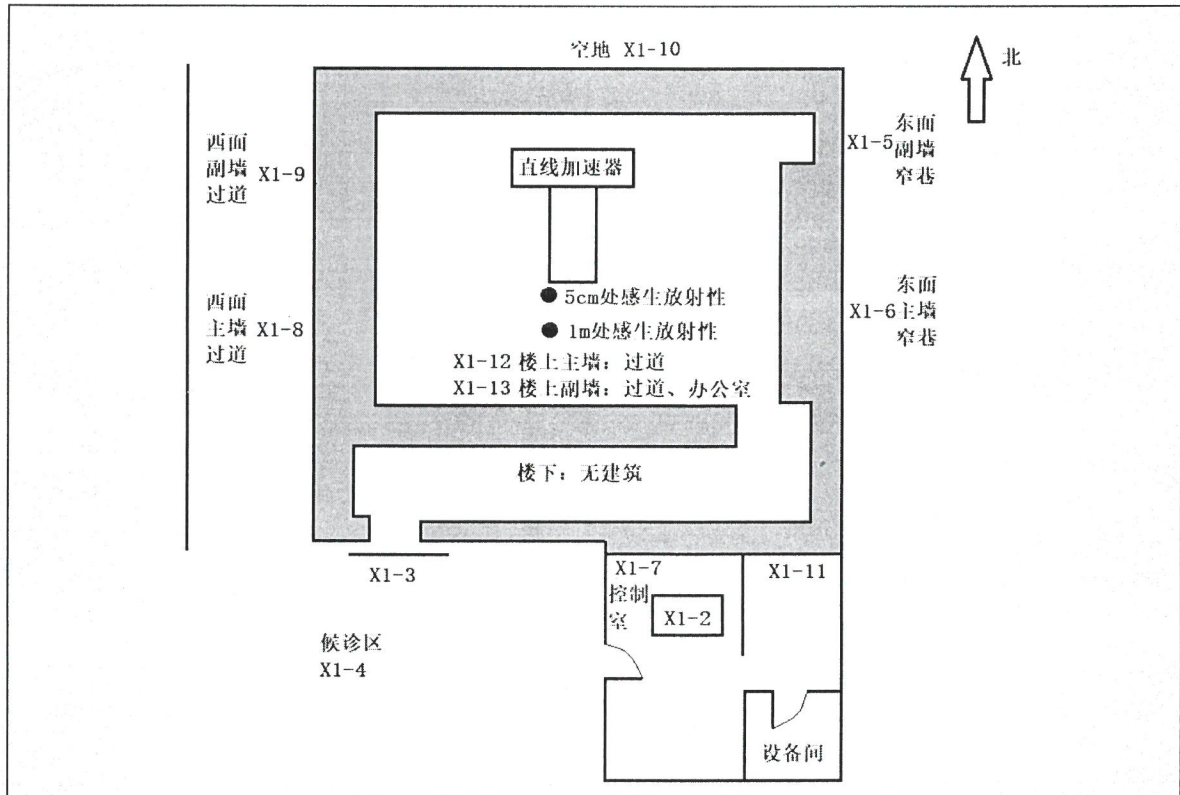 空地 X1-10
北
西面
副墙
过道
X1-9
直线加速器
X1-5
东面
副墙
窄巷
西面
主墙
过道
X1-8
5cm处感生放射性
1m处感生放射性
X1-6
东面
主墙
窄巷
X1-12 楼上主墙：过道
X1-13 楼上副墙：过道、办公室
楼下：无建筑
X1-3
X1-7
控制
室
X1-2
X1-11
候诊区
X1-4
设备间